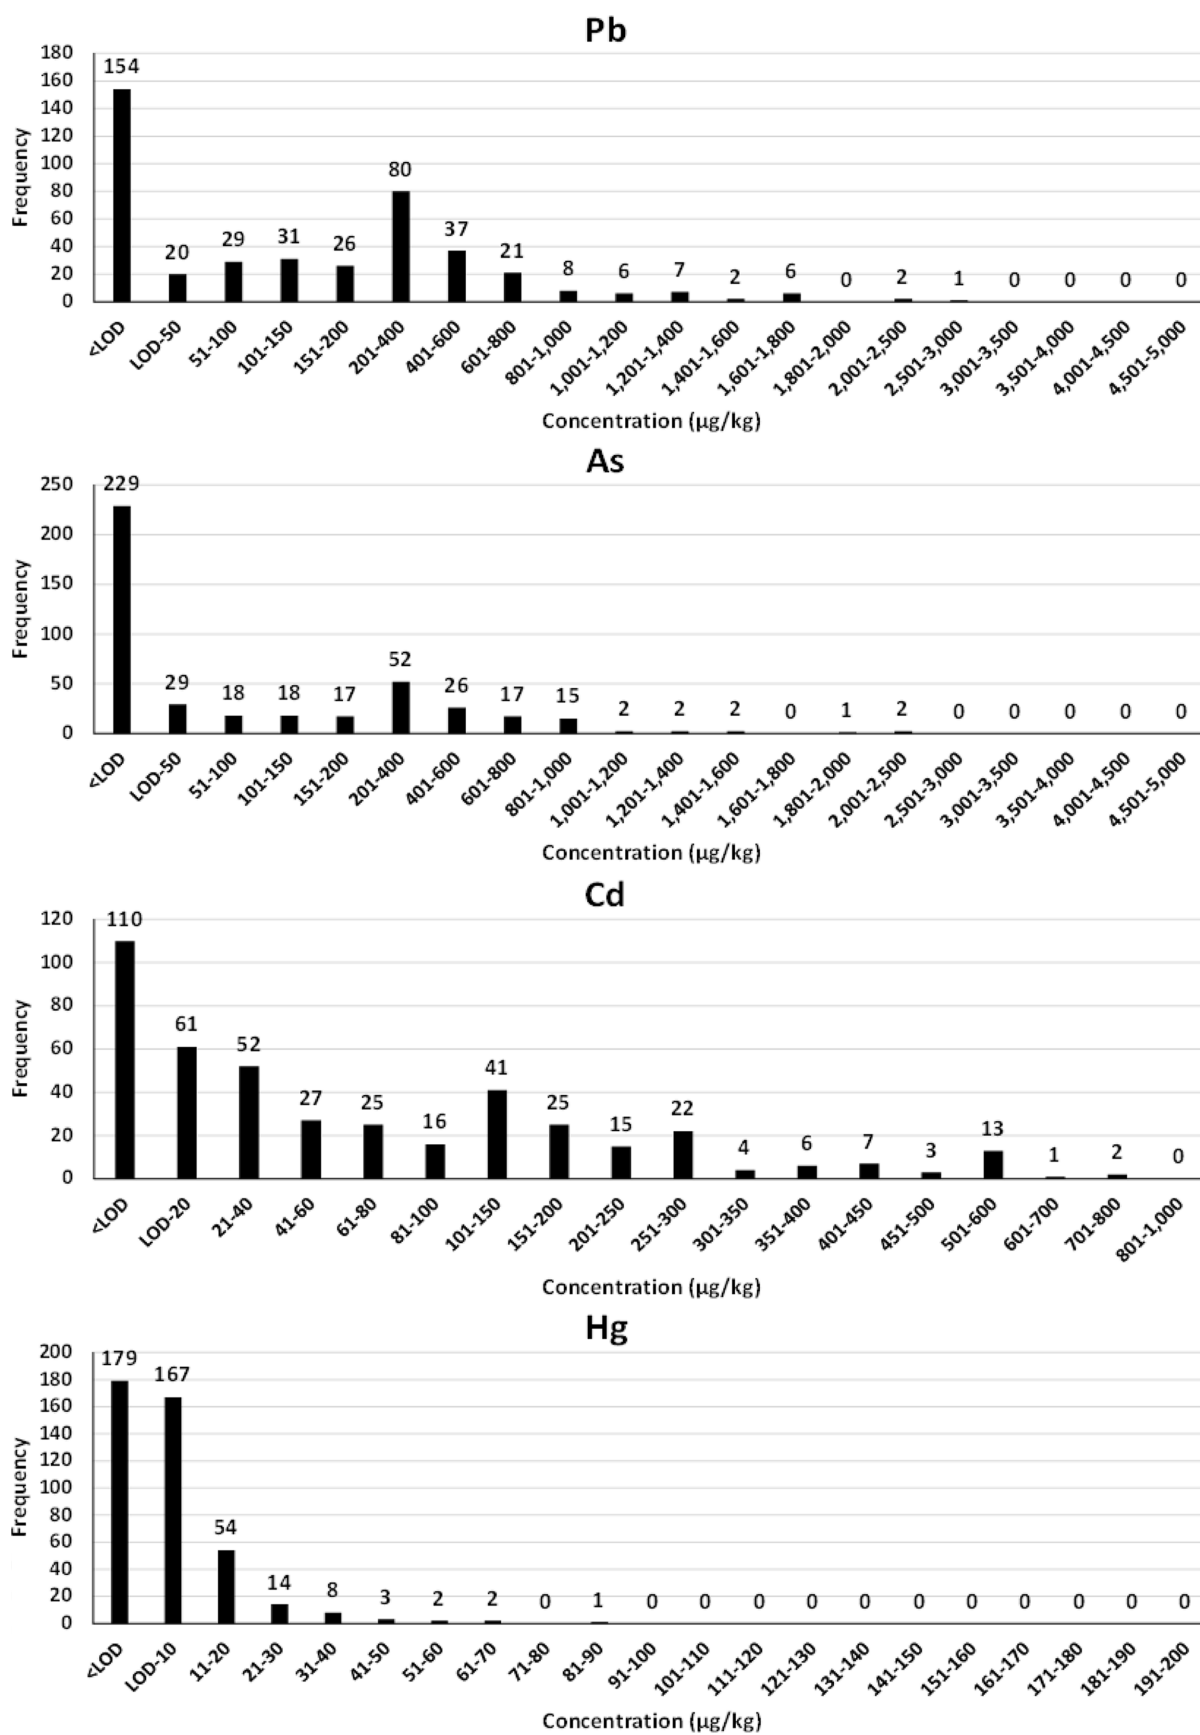 Pb
180
160
140
120
100
80
60
40
20
0
Frequency
154 20 29 31 26 80 37 21 8 6 7 2 6 0 2 1 0 0 0 0
<LOD LOD-50 51-100 101-150 151-200 201-400 401-600 601-800 801-1,000 1,001-1,200 1,201-1,400 1,401-1,600 1,601-1,800 1,801-2,000 2,001-2,500 2,501-3,000 3,001-3,500 3,501-4,000 4,001-4,500 4,501-5,000
Concentration (µg/kg)
As
250
200
150
100
50
0
Frequency
229 29 18 18 17 52 26 17 15 2 2 2 0 1 2 0 0 0 0 0
<LOD LOD-50 51-100 101-150 151-200 201-400 401-600 601-800 801-1,000 1,001-1,200 1,201-1,400 1,401-1,600 1,601-1,800 1,801-2,000 2,001-2,500 2,501-3,000 3,001-3,500 3,501-4,000 4,001-4,500 4,501-5,000
Concentration (µg/kg)
Cd
120
100
80
60
40
20
0
Frequency
110 61 52 27 25 16 41 25 15 22 4 6 7 3 13 1 2 0
<LOD LOD-20 21-40 41-60 61-80 81-100 101-150 151-200 201-250 251-300 301-350 351-400 401-450 451-500 501-600 601-700 701-800 801-1,000
Concentration (µg/kg)
Hg
200
180
160
140
120
100
80
60
40
20
0
Frequency
179 167 54 14 8 3 2 2 0 1 0 0 0 0 0 0 0 0 0 0 0
<LOD LOD-10 11-20 21-30 31-40 41-50 51-60 61-70 71-80 81-90 91-100 101-110 111-120 121-130 131-140 141-150 151-160 161-170 171-180 181-190 191-200
Concentration (µg/kg)